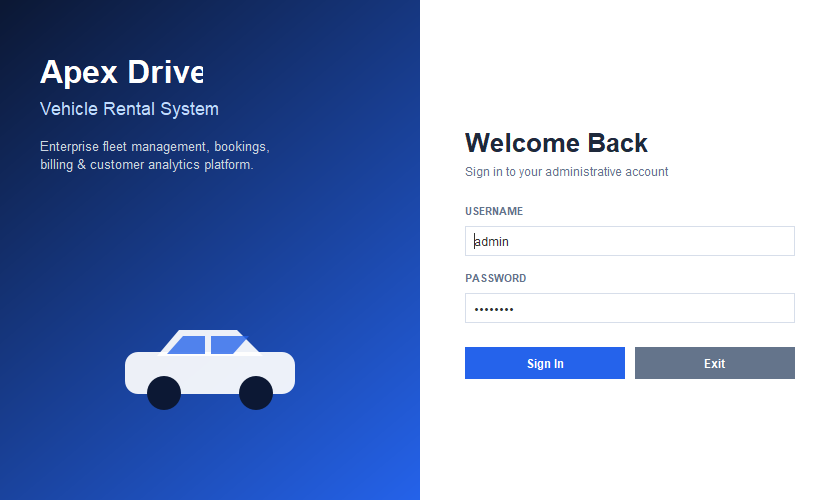 Apex Drive
Vehicle Rental System
Enterprise fleet management, bookings,
billing & customer analytics platform.
Welcome Back
Sign in to your administrative account
USERNAME
admin
PASSWORD
••••••••
Sign In
Exit